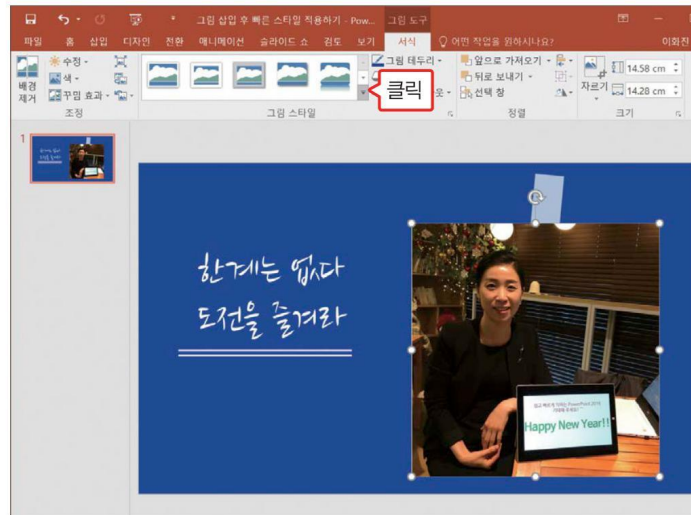 그림 삽입 후 빠른 스타일 적용하기 - Pow... 그림 도구
파일 홈 삽입 디자인 전환 애니메이션 슬라이드 쇼 검토 보기 서식 어떤 작업을 원하시나요? 이화진
배경 제거
수정
색
꾸밈 효과
조정
그림 스타일
클릭
그림 테두리
앞으로 가져오기
뒤로 보내기
선택 창
정렬
자르기
14.58 cm
14.28 cm
크기
1
한계는 없다
도전을 즐겨라
Happy New Year!!